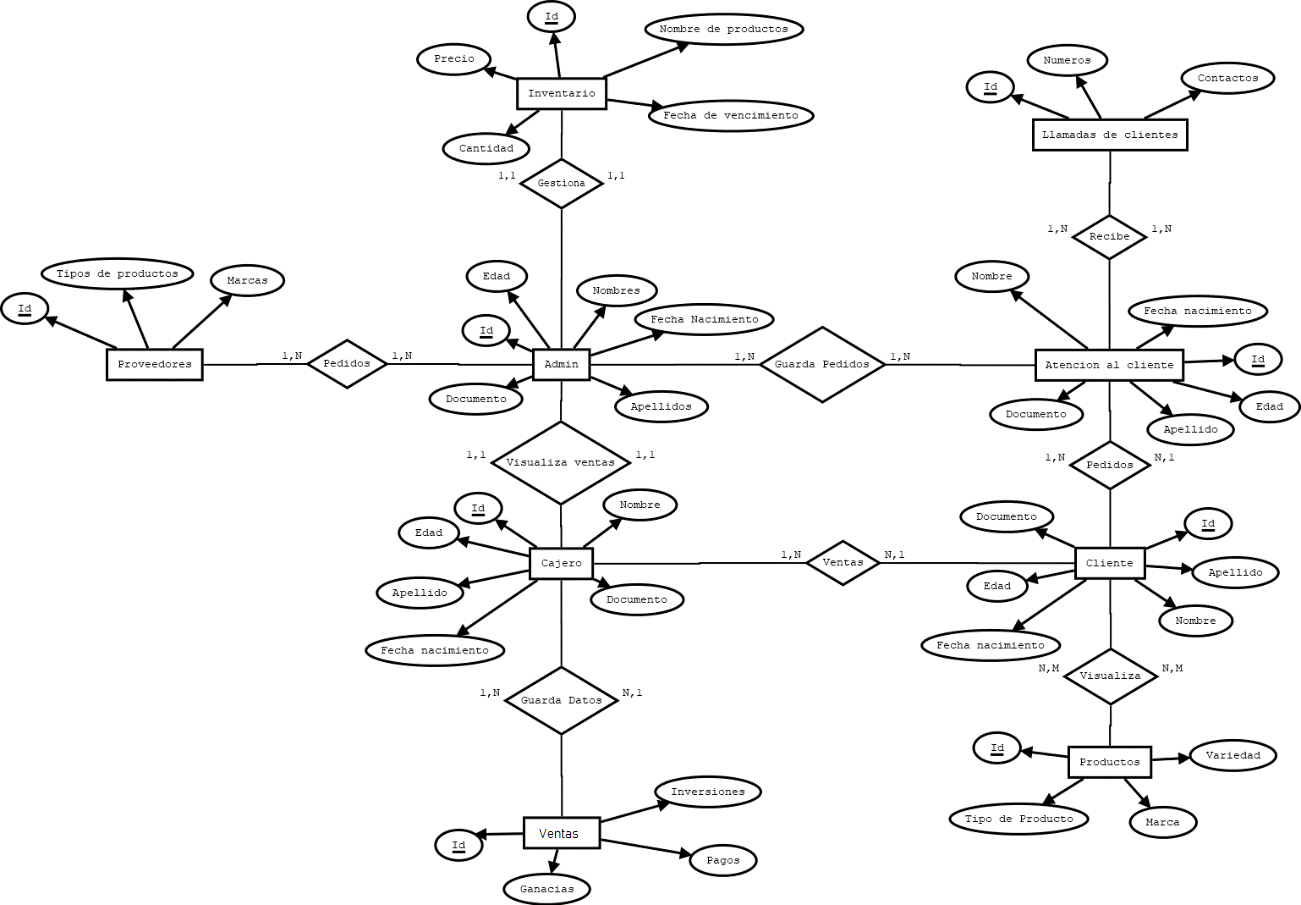 Id
Nombre de productos
Precio
Inventario
Fecha de vencimiento
Cantidad
1,1
Gestiona
1,1
Numeros
Id
Contactos
Llamadas de clientes
1,N
Recibe
1,N
Tipos de productos
Marcas
Id
Proveedores
1,N
Pedidos
1,N
Edad
Nombres
Id
Fecha Nacimiento
Admin
Documento
Apellidos
1,N
Guarda Pedidos
1,N
Nombre
Fecha nacimiento
Atencion al cliente
Id
Documento
Apellido
Edad
1,1
Visualiza ventas
1,1
1,N
Pedidos
N,1
Id
Nombre
Edad
Cajero
Apellido
Documento
Fecha nacimiento
1,N
Ventas
N,1
Documento
Id
Cliente
Edad
Apellido
Nombre
Fecha nacimiento
N,M
Visualiza
N,M
1,N
Guarda Datos
N,1
Id
Productos
Variedad
Tipo de Producto
Marca
Inversiones
Ventas
Id
Pagos
Ganacias